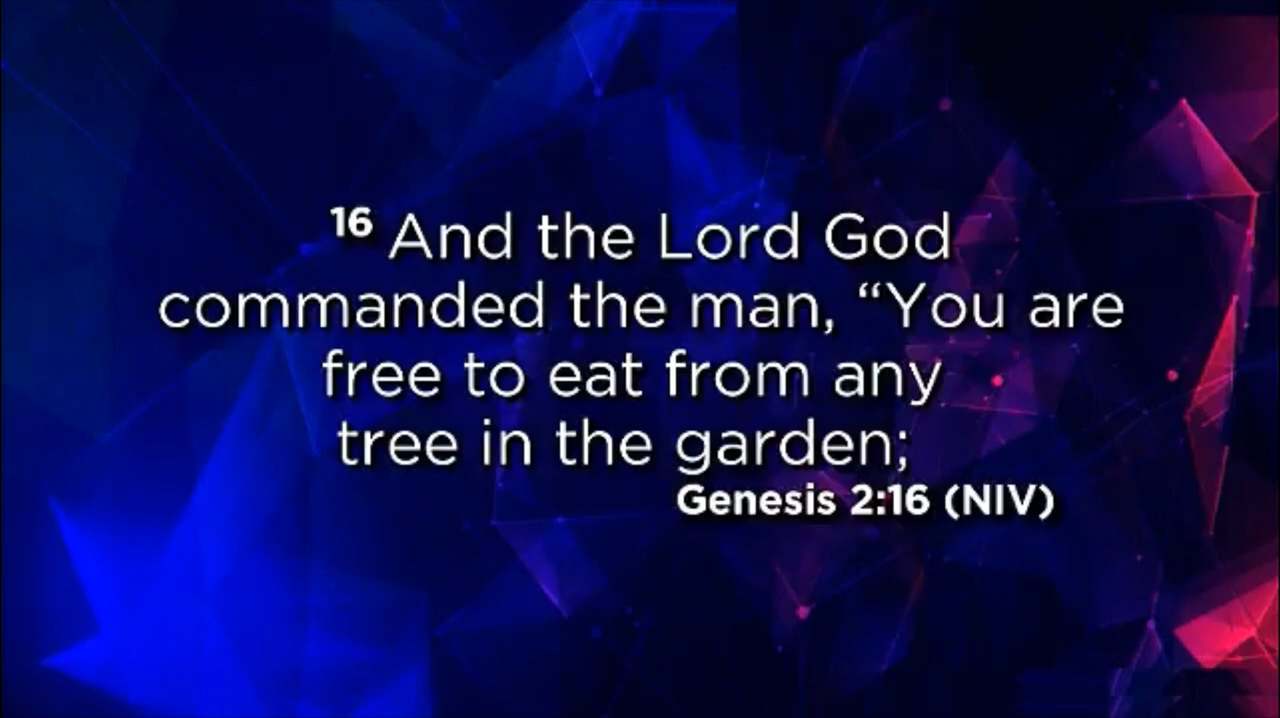 16 And the Lord God
commanded the man, “You are
free to eat from any
tree in the garden;
Genesis 2:16 (NIV)